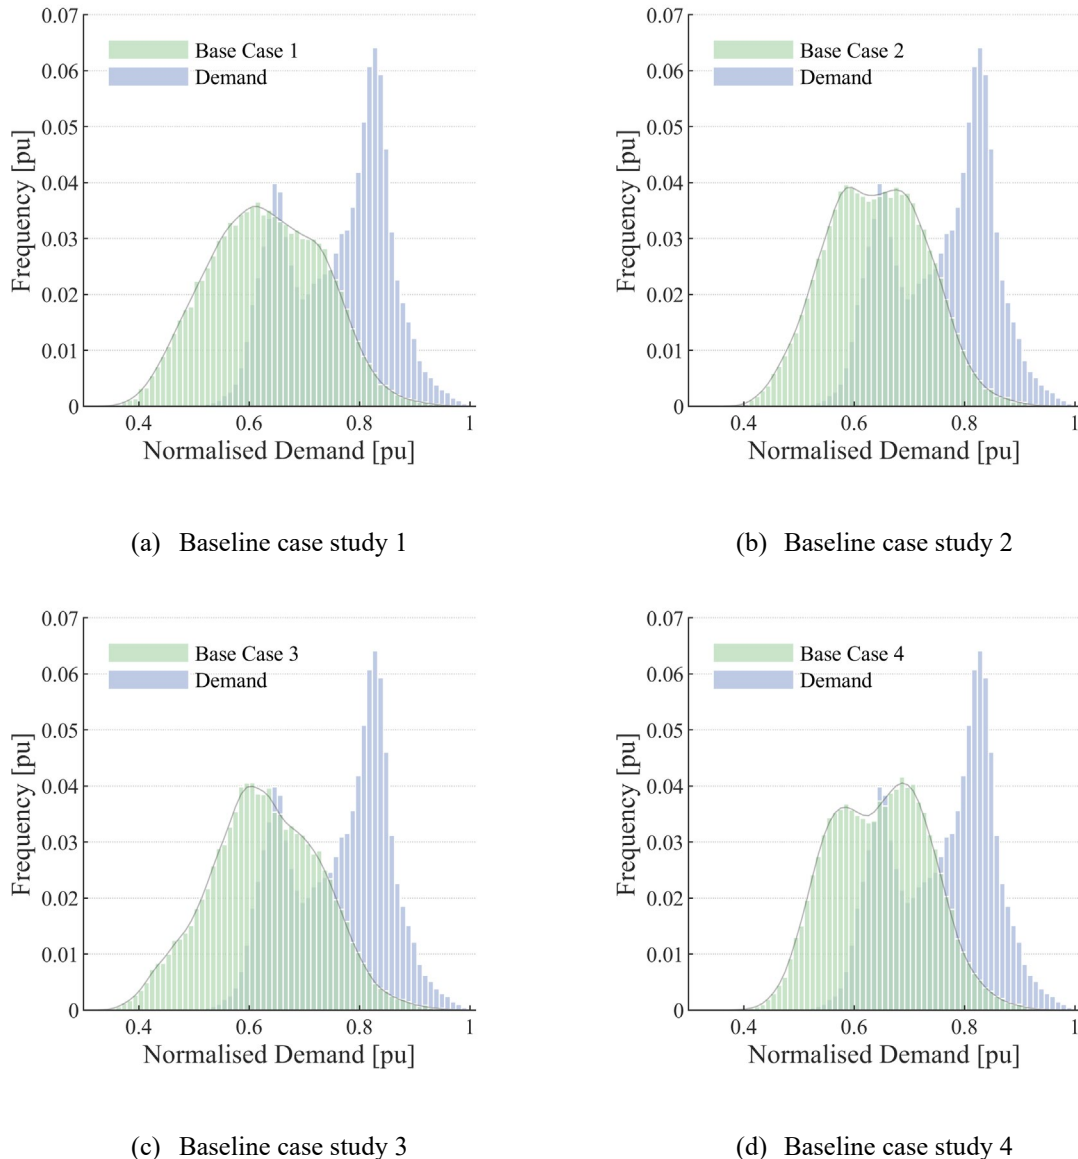 0.07
0.06
0.05
0.04
0.03
0.02
0.01
0
Frequency [pu]
Base Case 1
Demand
0.4 0.6 0.8 1
Normalised Demand [pu]
(a) Baseline case study 1
0.07
0.06
0.05
0.04
0.03
0.02
0.01
0
Frequency [pu]
Base Case 2
Demand
0.4 0.6 0.8 1
Normalised Demand [pu]
(b) Baseline case study 2
0.07
0.06
0.05
0.04
0.03
0.02
0.01
0
Frequency [pu]
Base Case 3
Demand
0.4 0.6 0.8 1
Normalised Demand [pu]
(c) Baseline case study 3
0.07
0.06
0.05
0.04
0.03
0.02
0.01
0
Frequency [pu]
Base Case 4
Demand
0.4 0.6 0.8 1
Normalised Demand [pu]
(d) Baseline case study 4